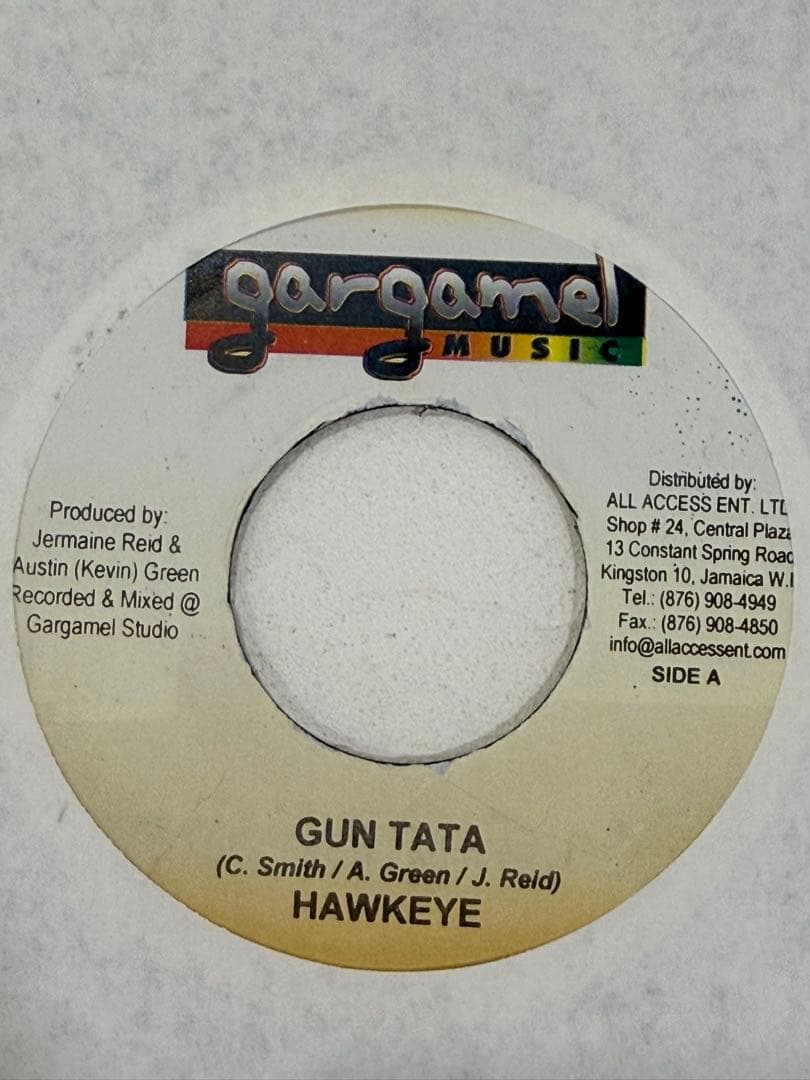 gargamel
MUSIC
Produced by:
Jermaine Reid &
Austin (Kevin) Green
Recorded & Mixed @
Gargamel Studio
Distributed by:
ALL ACCESS ENT. LTD
Shop # 24, Central Plaza
13 Constant Spring Road
Kingston 10, Jamaica W.I
Tel.: (876) 908-4949
Fax.: (876) 908-4850
info@allaccessent.com
SIDE A
GUN TATA
(C. Smith / A. Green / J. Reid)
HAWKEYE